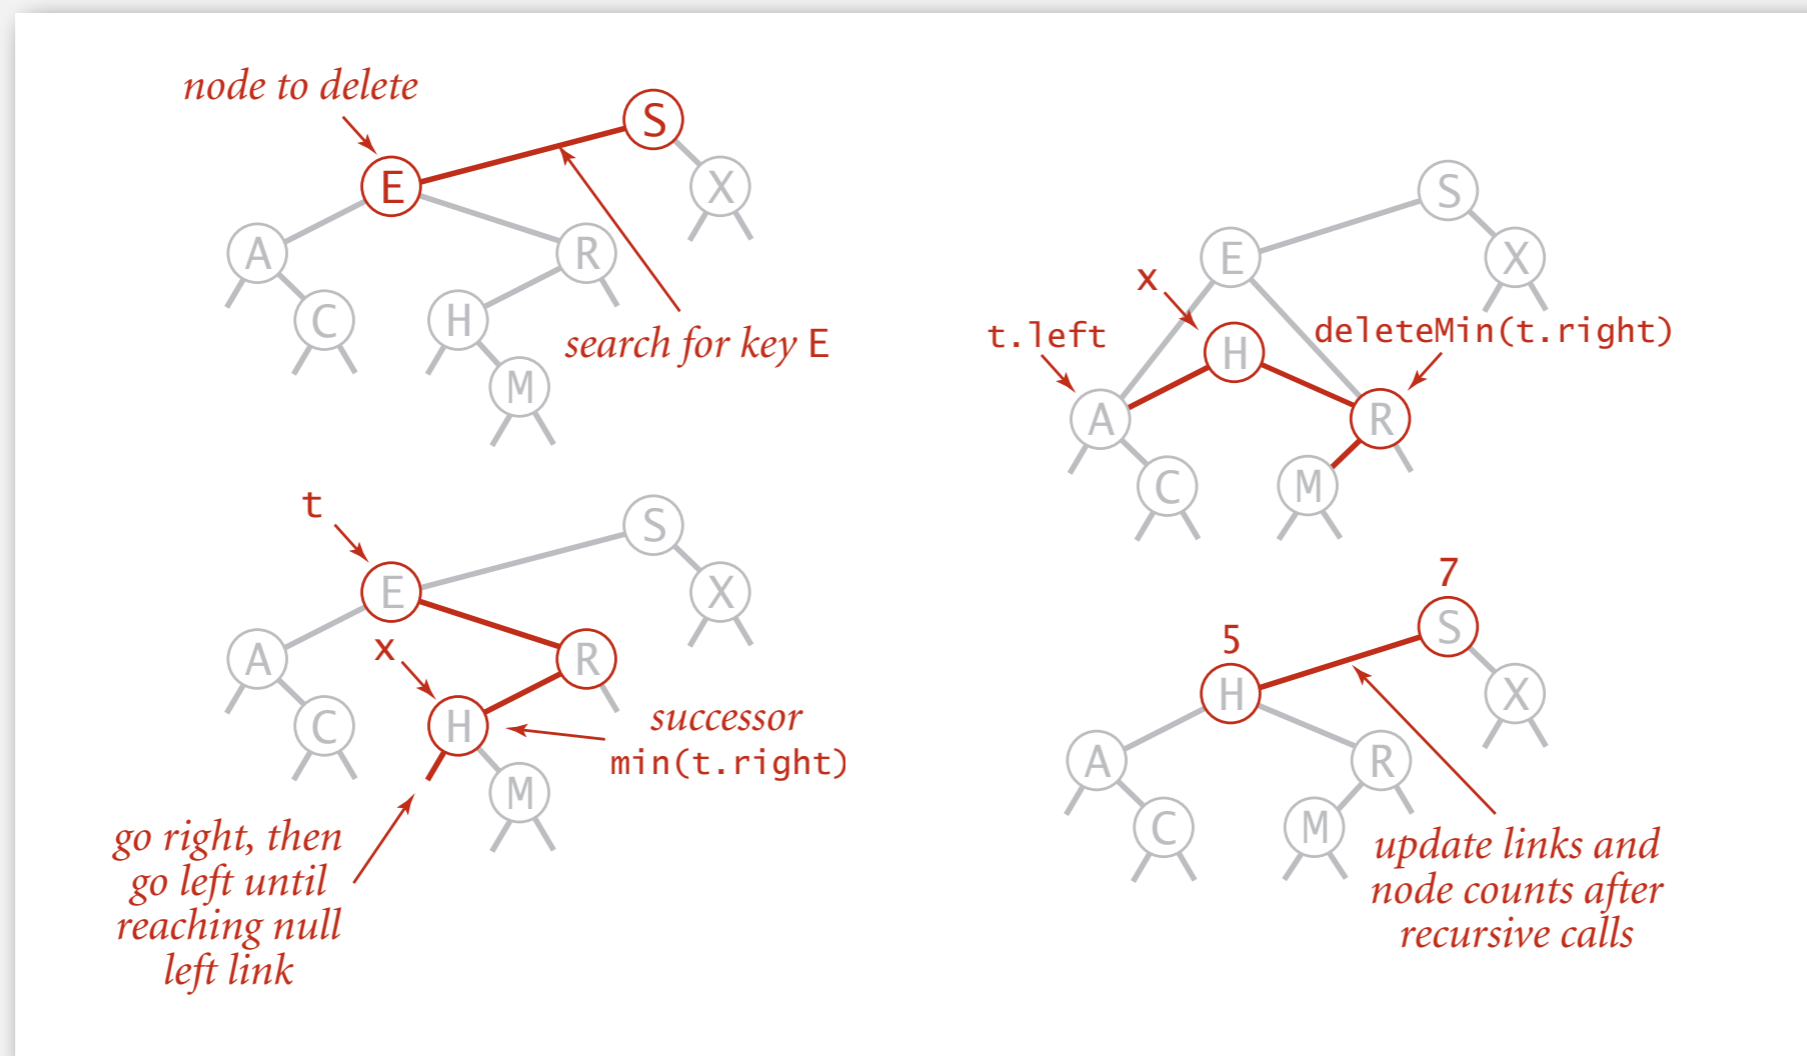 node to delete
S
E
X
A
R
C
H
search for key E
M
t
S
E
X
x
A
R
successor
C
H
min(t.right)
M
go right, then
go left until
reaching null
left link
S
E
X
x
t.left
H
deleteMin(t.right)
A
R
C
M
7
5
S
H
X
A
R
C
M
update links and
node counts after
recursive calls